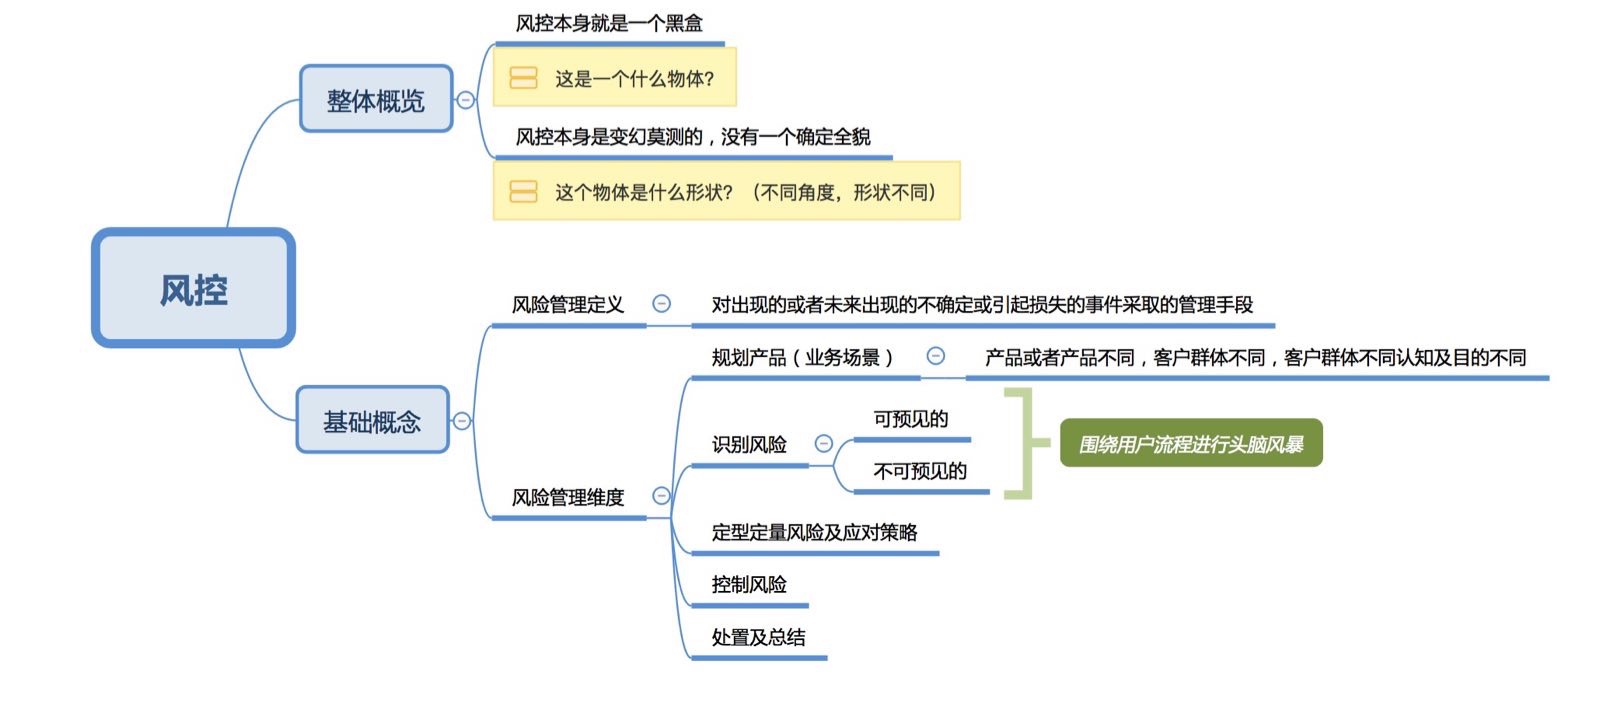 风控本身就是一个黑盒
这是一个什么物体？
整体概览
风控本身是变幻莫测的，没有一个确定全貌
这个物体是什么形状？（不同角度，形状不同）
风控
风险管理定义
对出现的或者未来出现的不确定或引起损失的事件采取的管理手段
规划产品（业务场景）
产品或者产品不同，客户群体不同，客户群体不同认知及目的不同
基础概念
可预见的
识别风险
不可预见的
围绕用户流程进行头脑风暴
风险管理维度
定型定量风险及应对策略
控制风险
处置及总结